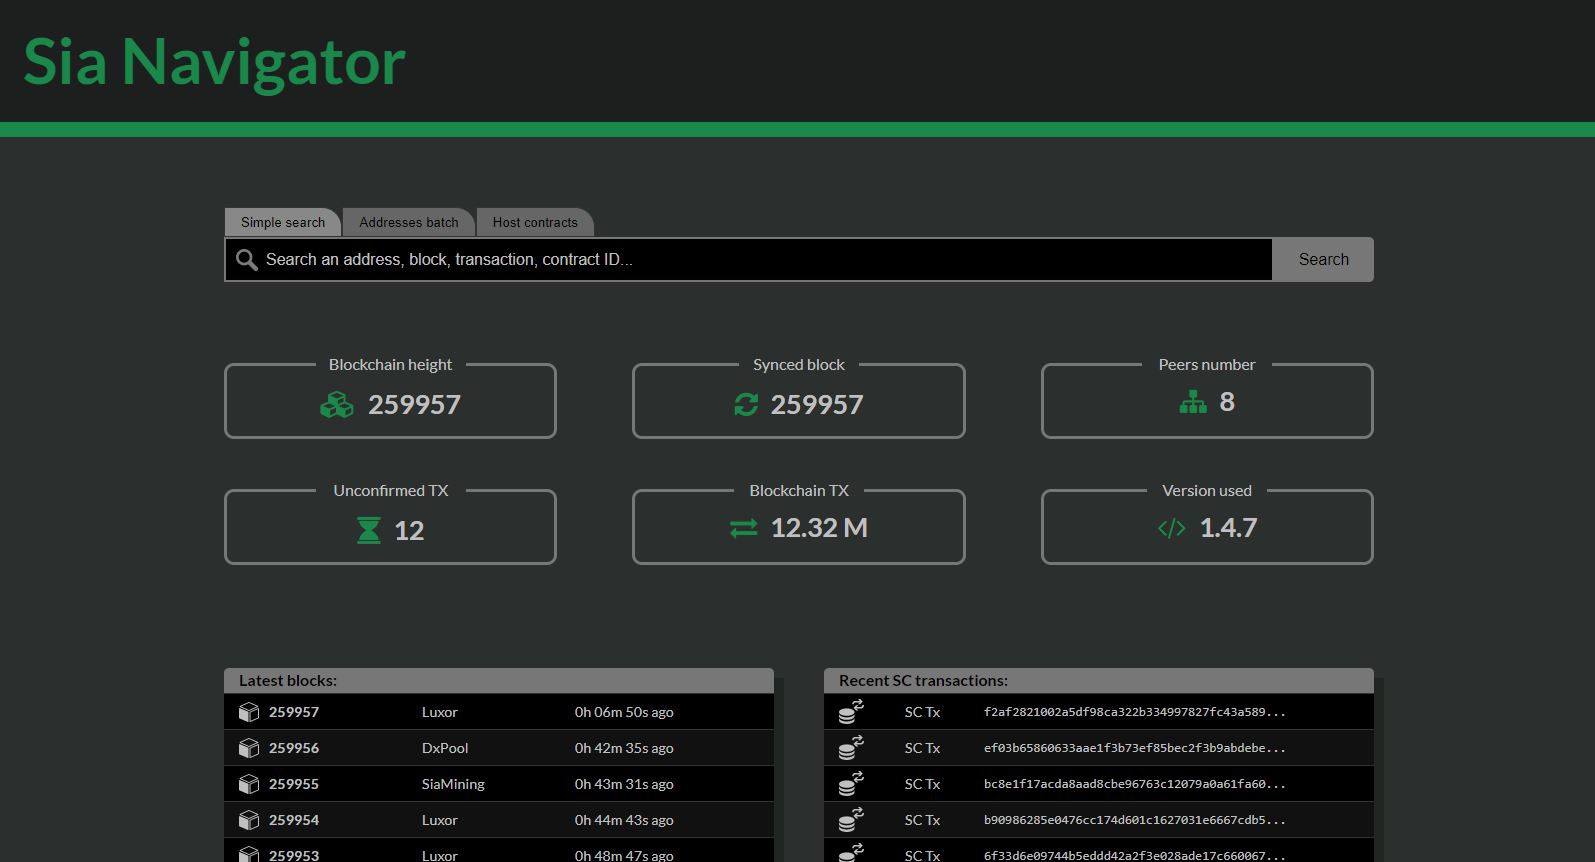 Sia Navigator
Simple search Addresses batch Host contracts
Search an address, block, transaction, contract ID... Search
Blockchain height Synced block Peers number
259957 259957 8
Unconfirmed TX Blockchain TX Version used
12 12.32 M 1.4.7
Latest blocks: Recent SC transactions:
259957 Luxor 0h 06m 50s ago SC Tx f2af2821002a5df98ca322b334997827fc43a589...
259956 DxPool 0h 42m 35s ago SC Tx ef03b65860633aae1f3b73ef85bec2f3b9abdebe...
259955 SiaMining 0h 43m 31s ago SC Tx bc8e1f17acda8aad8cbe96763c12079a0a61fa60...
259954 Luxor 0h 44m 43s ago SC Tx b90986285e0476cc174d601c1627031e6667cdb5...
259953 Luxor 0h 48m 47s ago SC Tx 6f33d6e09744b5eddd42a2f3e028ade17c660067...